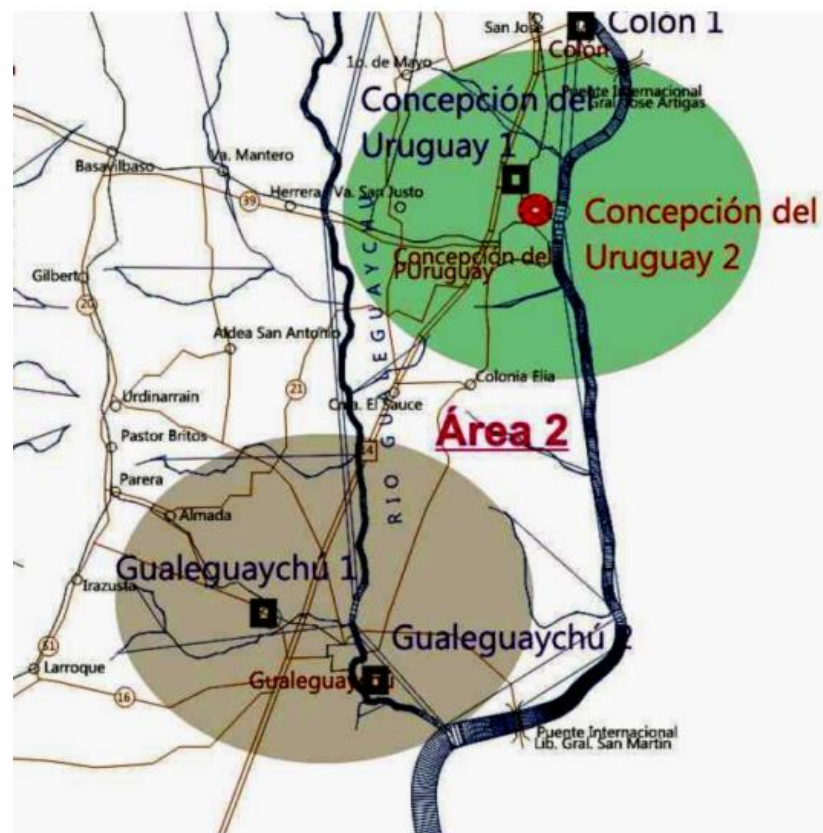 San José
Colón 1
Colón
1o. de Mayo
Puente Internacional
Gral. José Artigas
Concepción del
Uruguay 1
Basavilbaso
Va. Mantero
Herrera
Va. San Justo
39
Concepción del
Uruguay 2
Concepción del
Uruguay
Gilberto
20
RIO GUALEGUAYCHU
Aldea San Antonio
21
Colonia Elía
Urdinarrain
Cnia. El Sauce
Área 2
Pastor Britos
14
Parera
Almada
Gualeguaychú 1
Irazusta
Gualeguaychú 2
51
Larroque
Gualeguaychú
16
Puente Internacional
Lib. Gral. San Martín